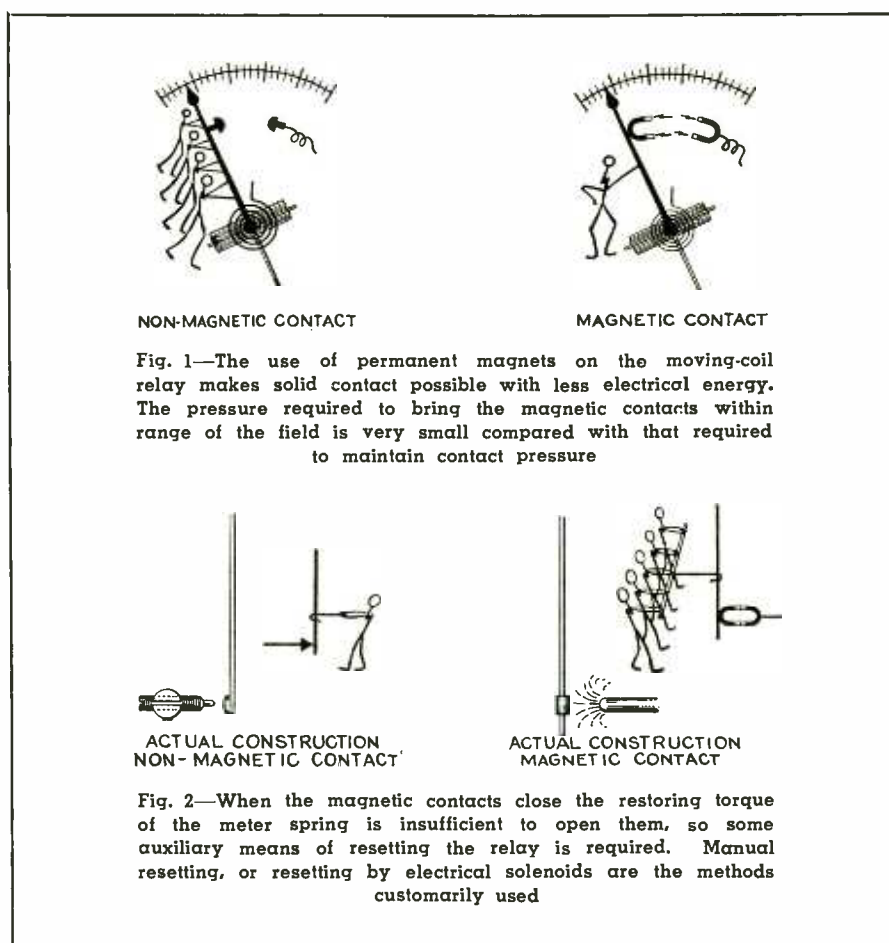 NON-MAGNETIC CONTACT
MAGNETIC CONTACT
Fig. 1—The use of permanent magnets on the moving-coil
relay makes solid contact possible with less electrical energy.
The pressure required to bring the magnetic contacts within
range of the field is very small compared with that required
to maintain contact pressure
ACTUAL CONSTRUCTION
NON-MAGNETIC CONTACT
ACTUAL CONSTRUCTION
MAGNETIC CONTACT
Fig. 2—When the magnetic contacts close the restoring torque
of the meter spring is insufficient to open them, so some
auxiliary means of resetting the relay is required. Manual
resetting, or resetting by electrical solenoids are the methods
customarily used